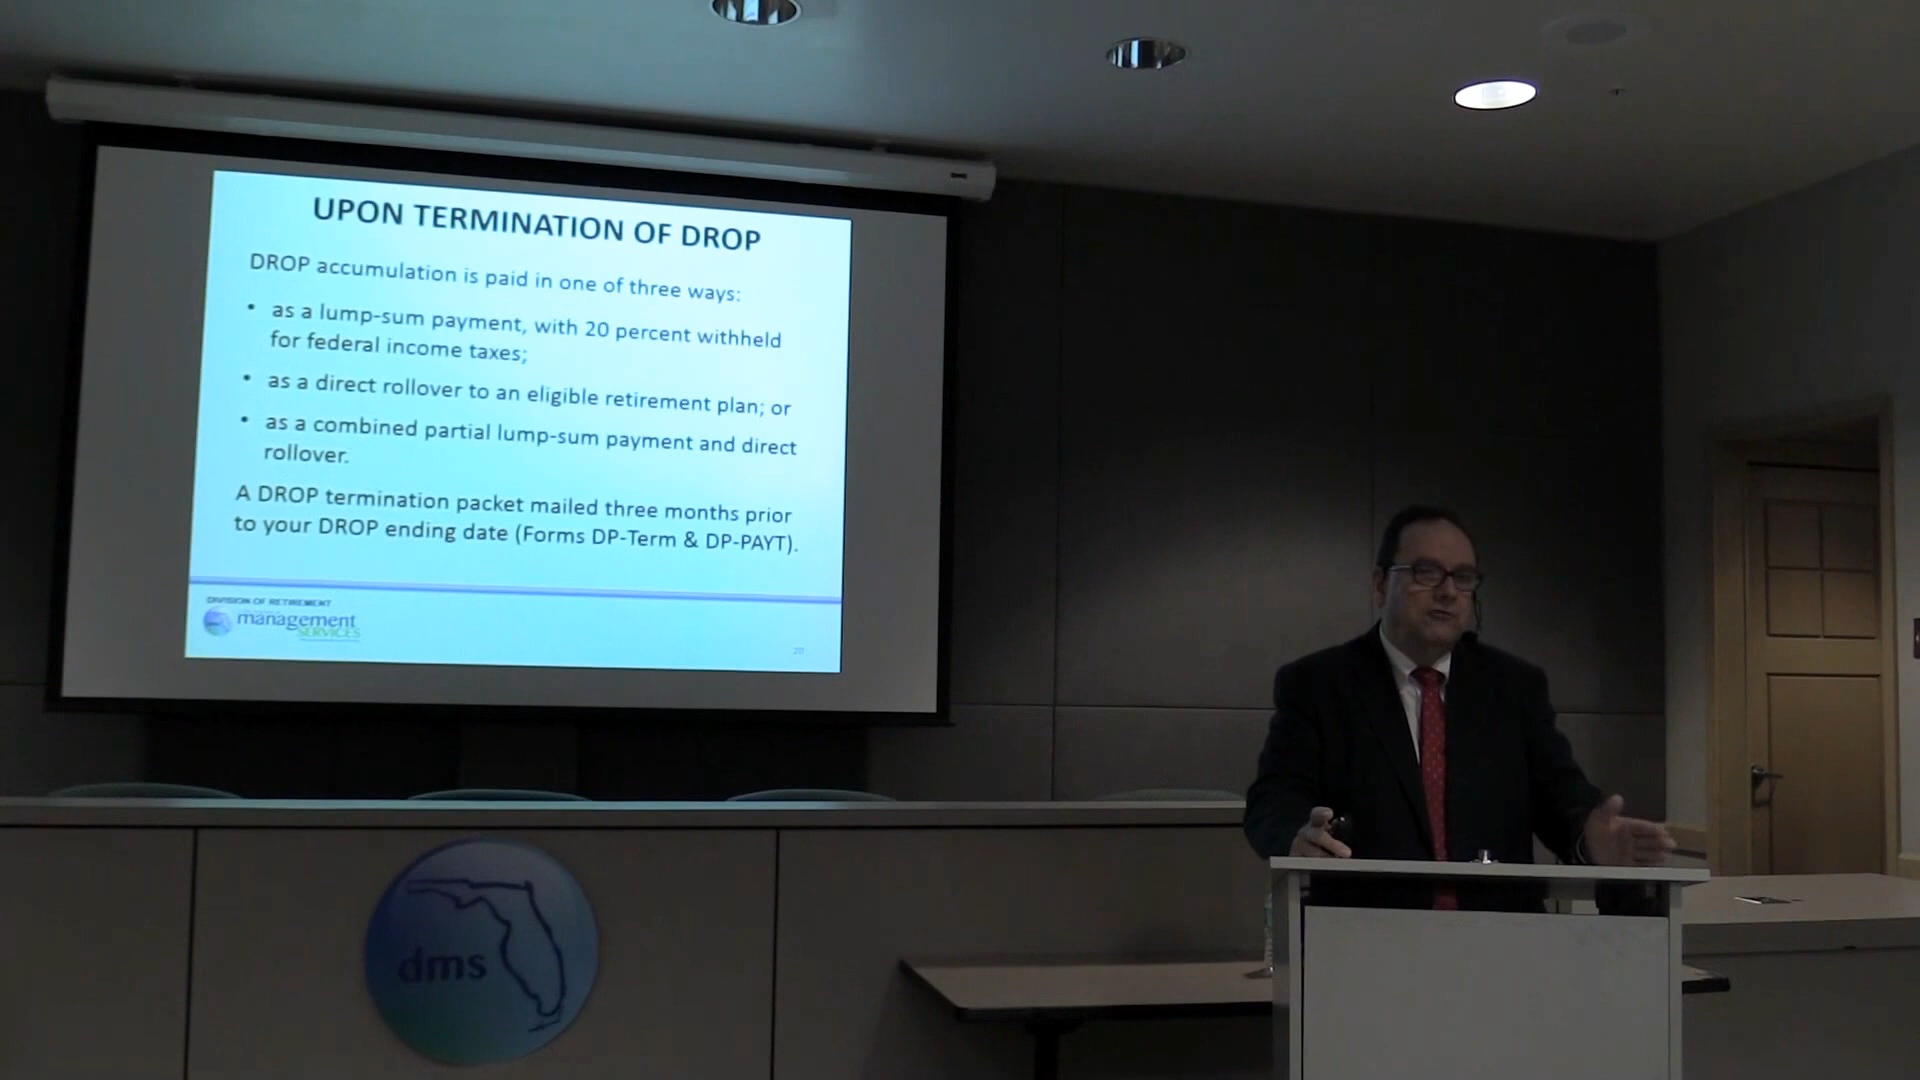 UPON TERMINATION OF DROP
DROP accumulation is paid in one of three ways:
• as a lump-sum payment, with 20 percent withheld
for federal income taxes;
• as a direct rollover to an eligible retirement plan; or
• as a combined partial lump-sum payment and direct
rollover.
A DROP termination packet mailed three months prior
to your DROP ending date (Forms DP-Term & DP-PAYT).
DIVISION OF RETIREMENT
management
SERVICES
20
dms